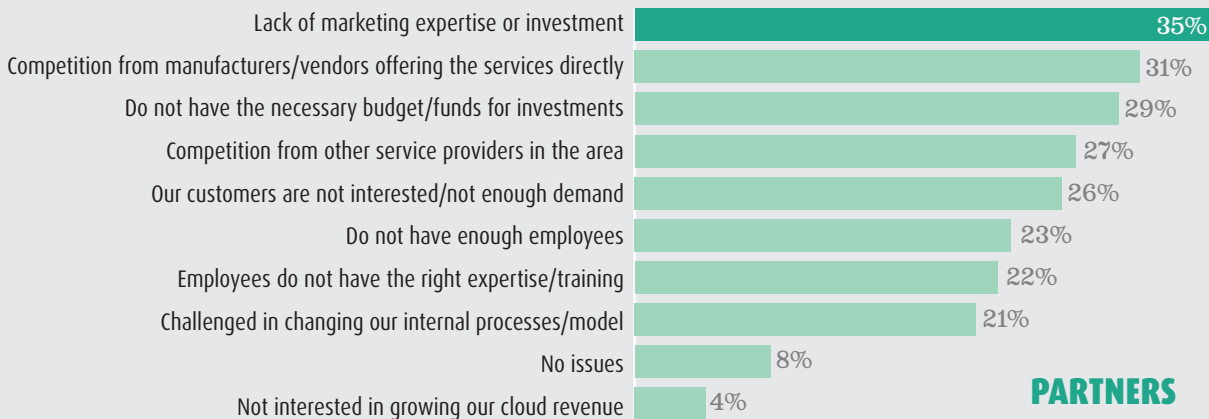 Lack of marketing expertise or investment 35%
Competition from manufacturers/vendors offering the services directly 31%
Do not have the necessary budget/funds for investments 29%
Competition from other service providers in the area 27%
Our customers are not interested/not enough demand 26%
Do not have enough employees 23%
Employees do not have the right expertise/training 22%
Challenged in changing our internal processes/model 21%
No issues 8%
Not interested in growing our cloud revenue 4%
PARTNERS